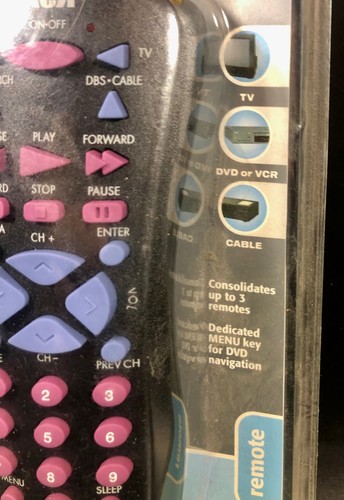 RCA
ON•OFF
TV
DBS•CABLE
PLAY
FORWARD
STOP
PAUSE
CH +
ENTER
VOL
CH –
PREV CH
2
3
5
6
MENU
8
9
SLEEP
TV
DVD or VCR
CABLE
Consolidates
up to 3
remotes
Dedicated
MENU key
for DVD
navigation
remote